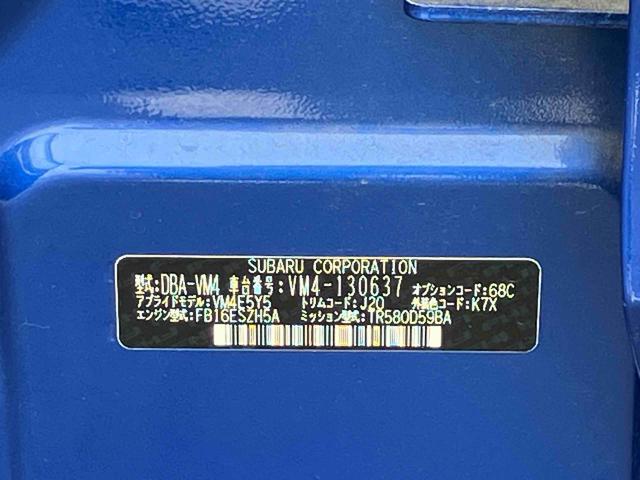 SUBARU CORPORATION
型式:DBA-VM4 車台番号:VM4-130637 オプションコード:68C
アプライドモデル:VM4E5Y5 トリムコード:J20 外装色コード:K7X
エンジン型式:FB16ESZH5A ミッション型式:TR580D59BA